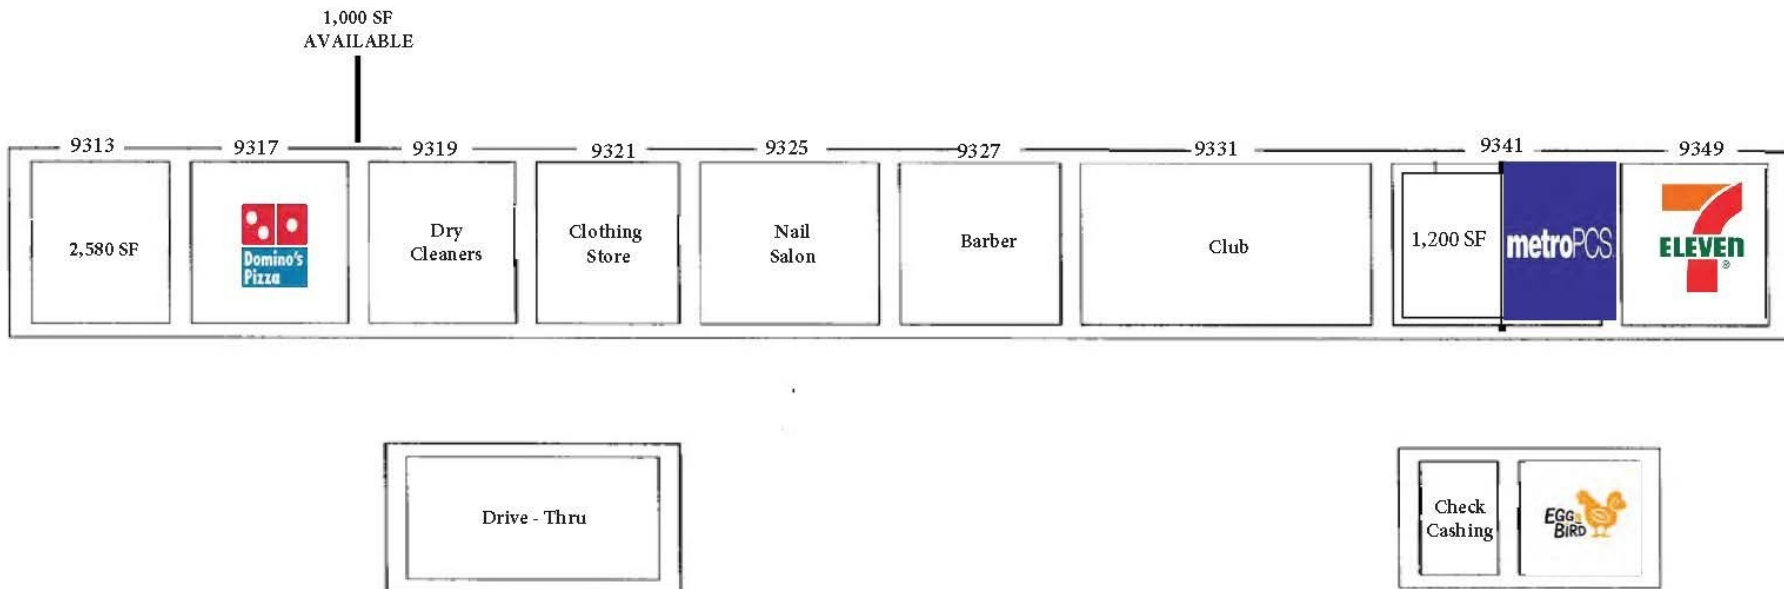 1,000 SF
AVAILABLE
9313
9317
9319
9321
9325
9327
9331
9341
9349
2,580 SF
Domino's
Pizza
Dry
Cleaners
Clothing
Store
Nail
Salon
Barber
Club
1,200 SF
metroPCS.
7
ELEVEN
®
Drive - Thru
Check
Cashing
EGG N
BIRD